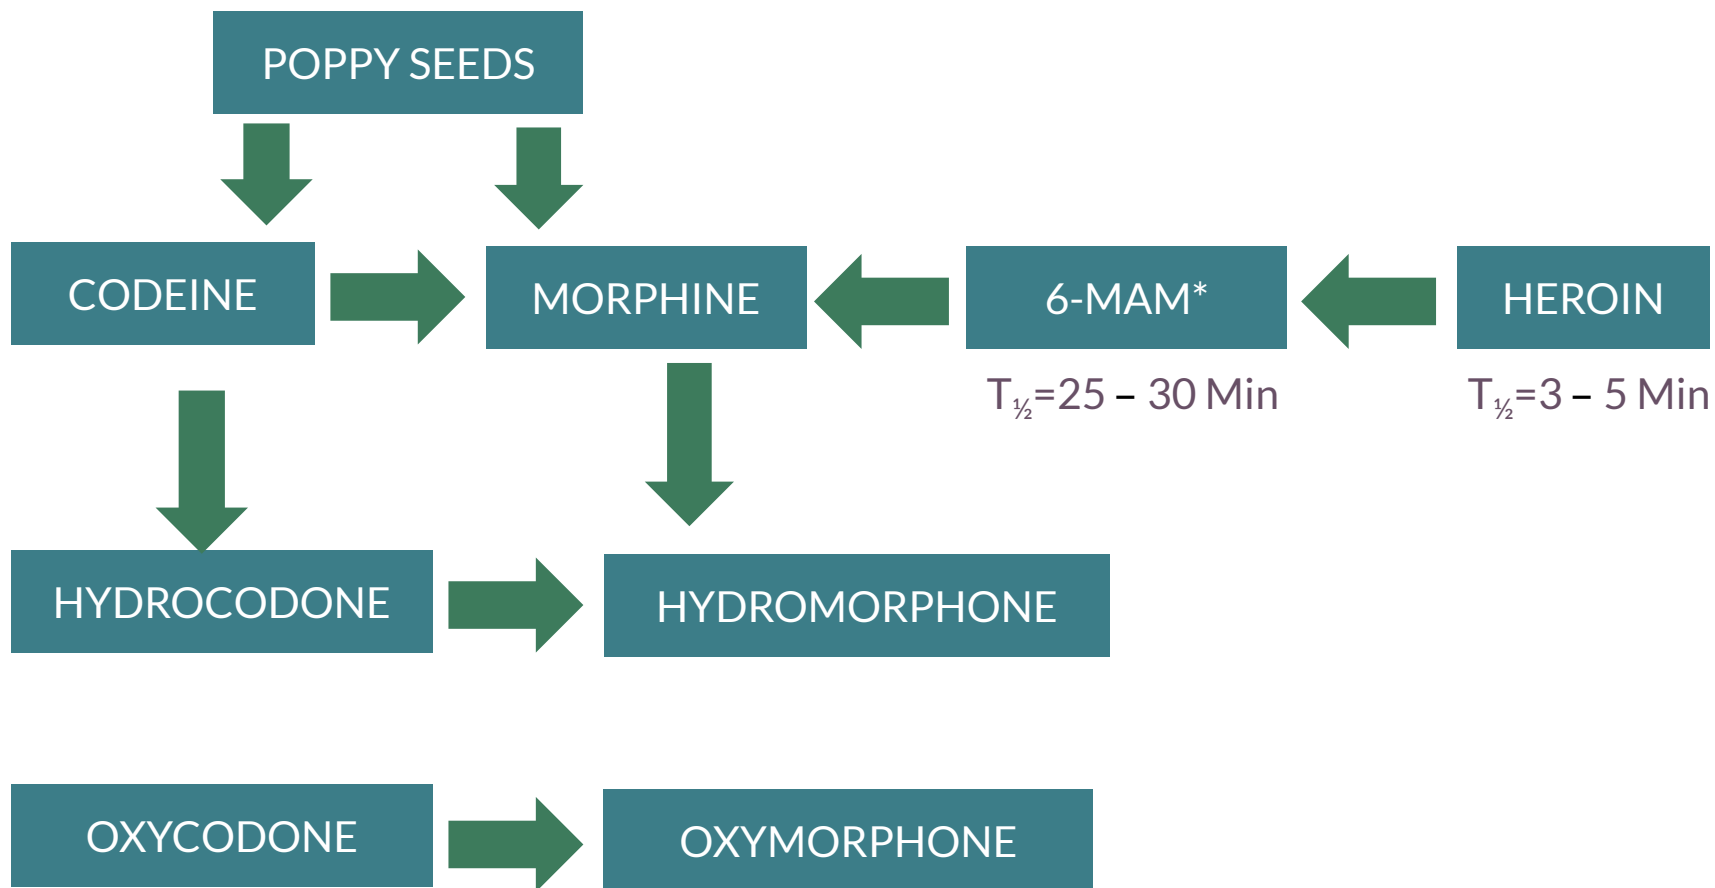 POPPY SEEDS
CODEINE
MORPHINE
6-MAM*
HEROIN
T½=25 – 30 Min
T½=3 – 5 Min
HYDROCODONE
HYDROMORPHONE
OXYCODONE
OXYMORPHONE